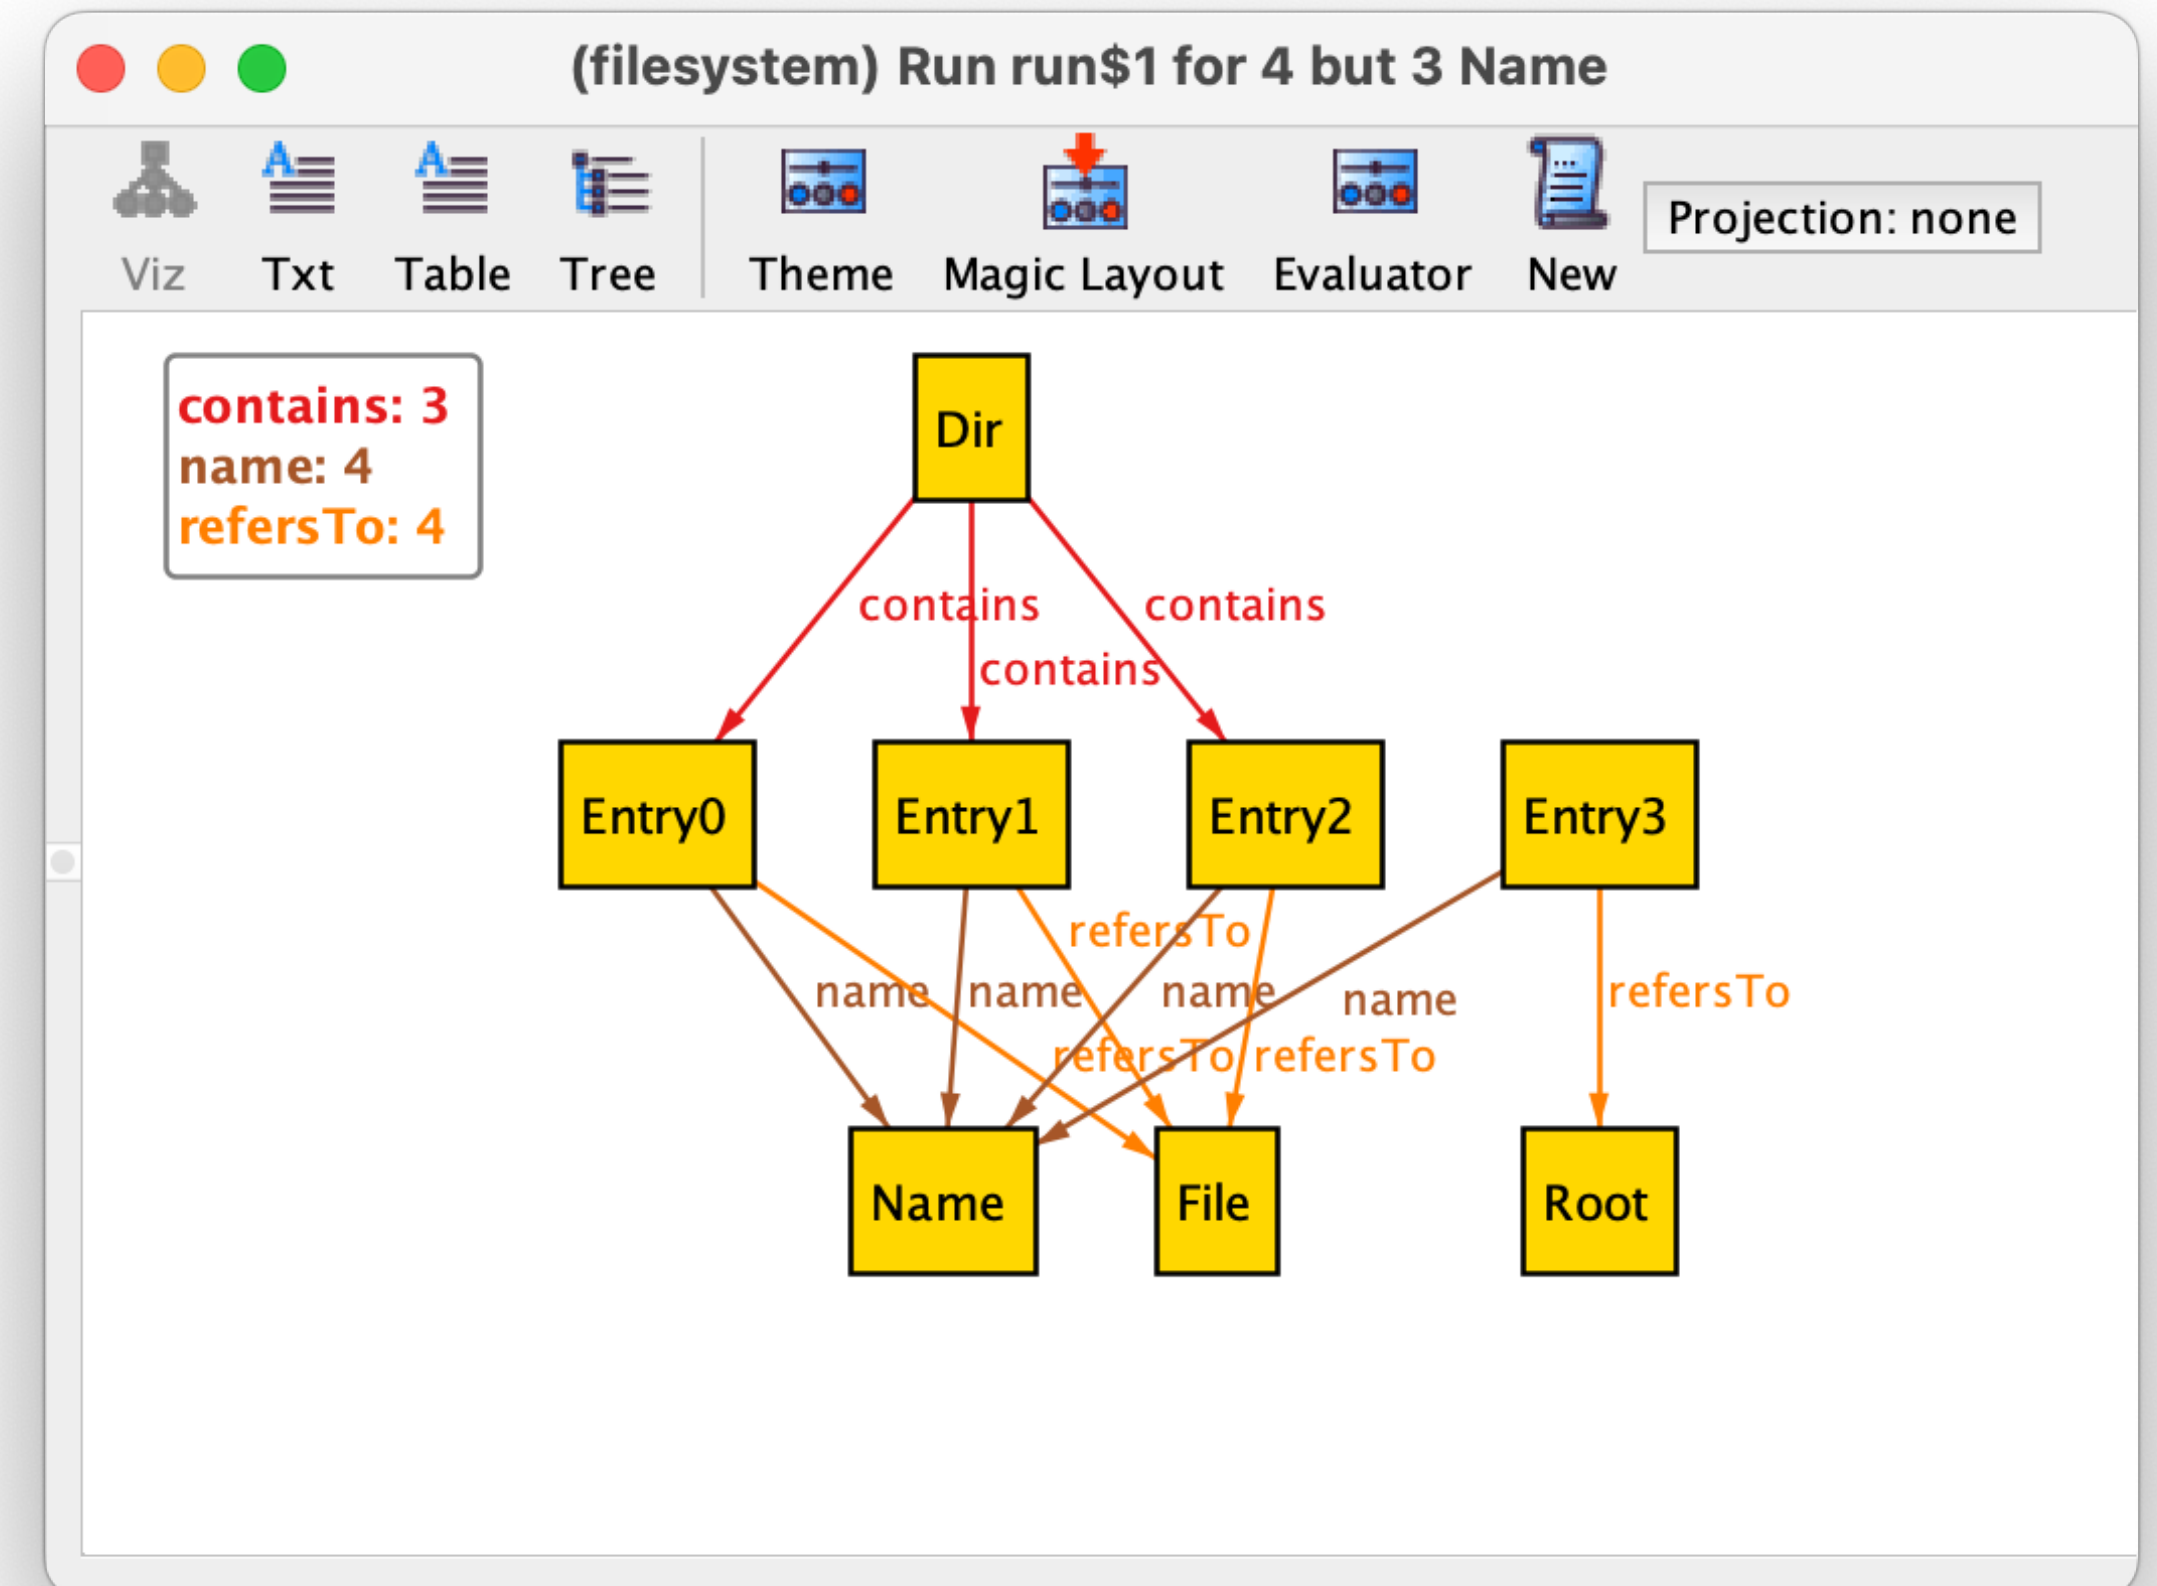 (filesystem) Run run$1 for 4 but 3 Name
Viz Txt Table Tree Theme Magic Layout Evaluator New Projection: none
contains: 3
name: 4
refersTo: 4
Dir
contains contains
contains
Entry0 Entry1 Entry2 Entry3
refersTo
name name name name refersTo
refersTo refersTo
Name File Root